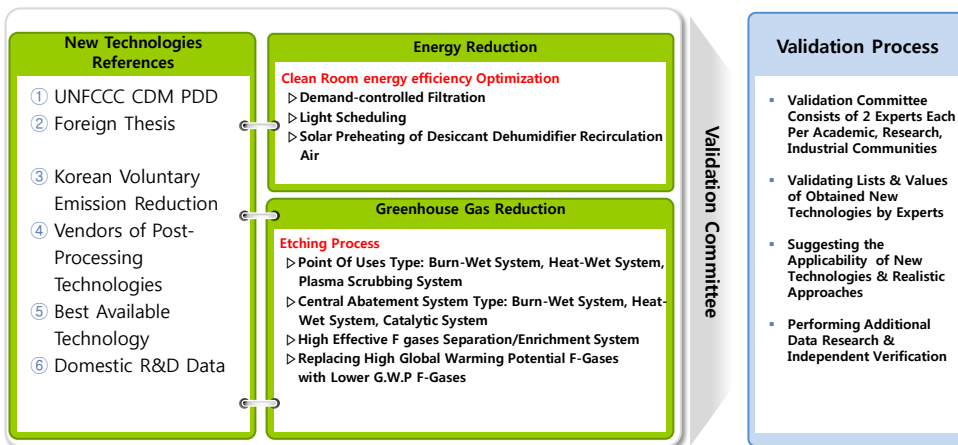 New Technologies
References
① UNFCCC CDM PDD
② Foreign Thesis
③ Korean Voluntary
Emission Reduction
④ Vendors of Post-
Processing
Technologies
⑤ Best Available
Technology
⑥ Domestic R&D Data
Energy Reduction
Clean Room energy efficiency Optimization
▷Demand-controlled Filtration
▷Light Scheduling
▷Solar Preheating of Desiccant Dehumidifier Recirculation
Air
Greenhouse Gas Reduction
Etching Process
▷Point Of Uses Type: Burn-Wet System, Heat-Wet System,
Plasma Scrubbing System
▷Central Abatement System Type: Burn-Wet System, Heat-
Wet System, Catalytic System
▷High Effective F gases Separation/Enrichment System
▷Replacing High Global Warming Potential F-Gases
with Lower G.W.P F-Gases
Validation Committee
Validation Process
▪ Validation Committee
Consists of 2 Experts Each
Per Academic, Research,
Industrial Communities
▪ Validating Lists & Values
of Obtained New
Technologies by Experts
▪ Suggesting the
Applicability of New
Technologies & Realistic
Approaches
▪ Performing Additional
Data Research &
Independent Verification